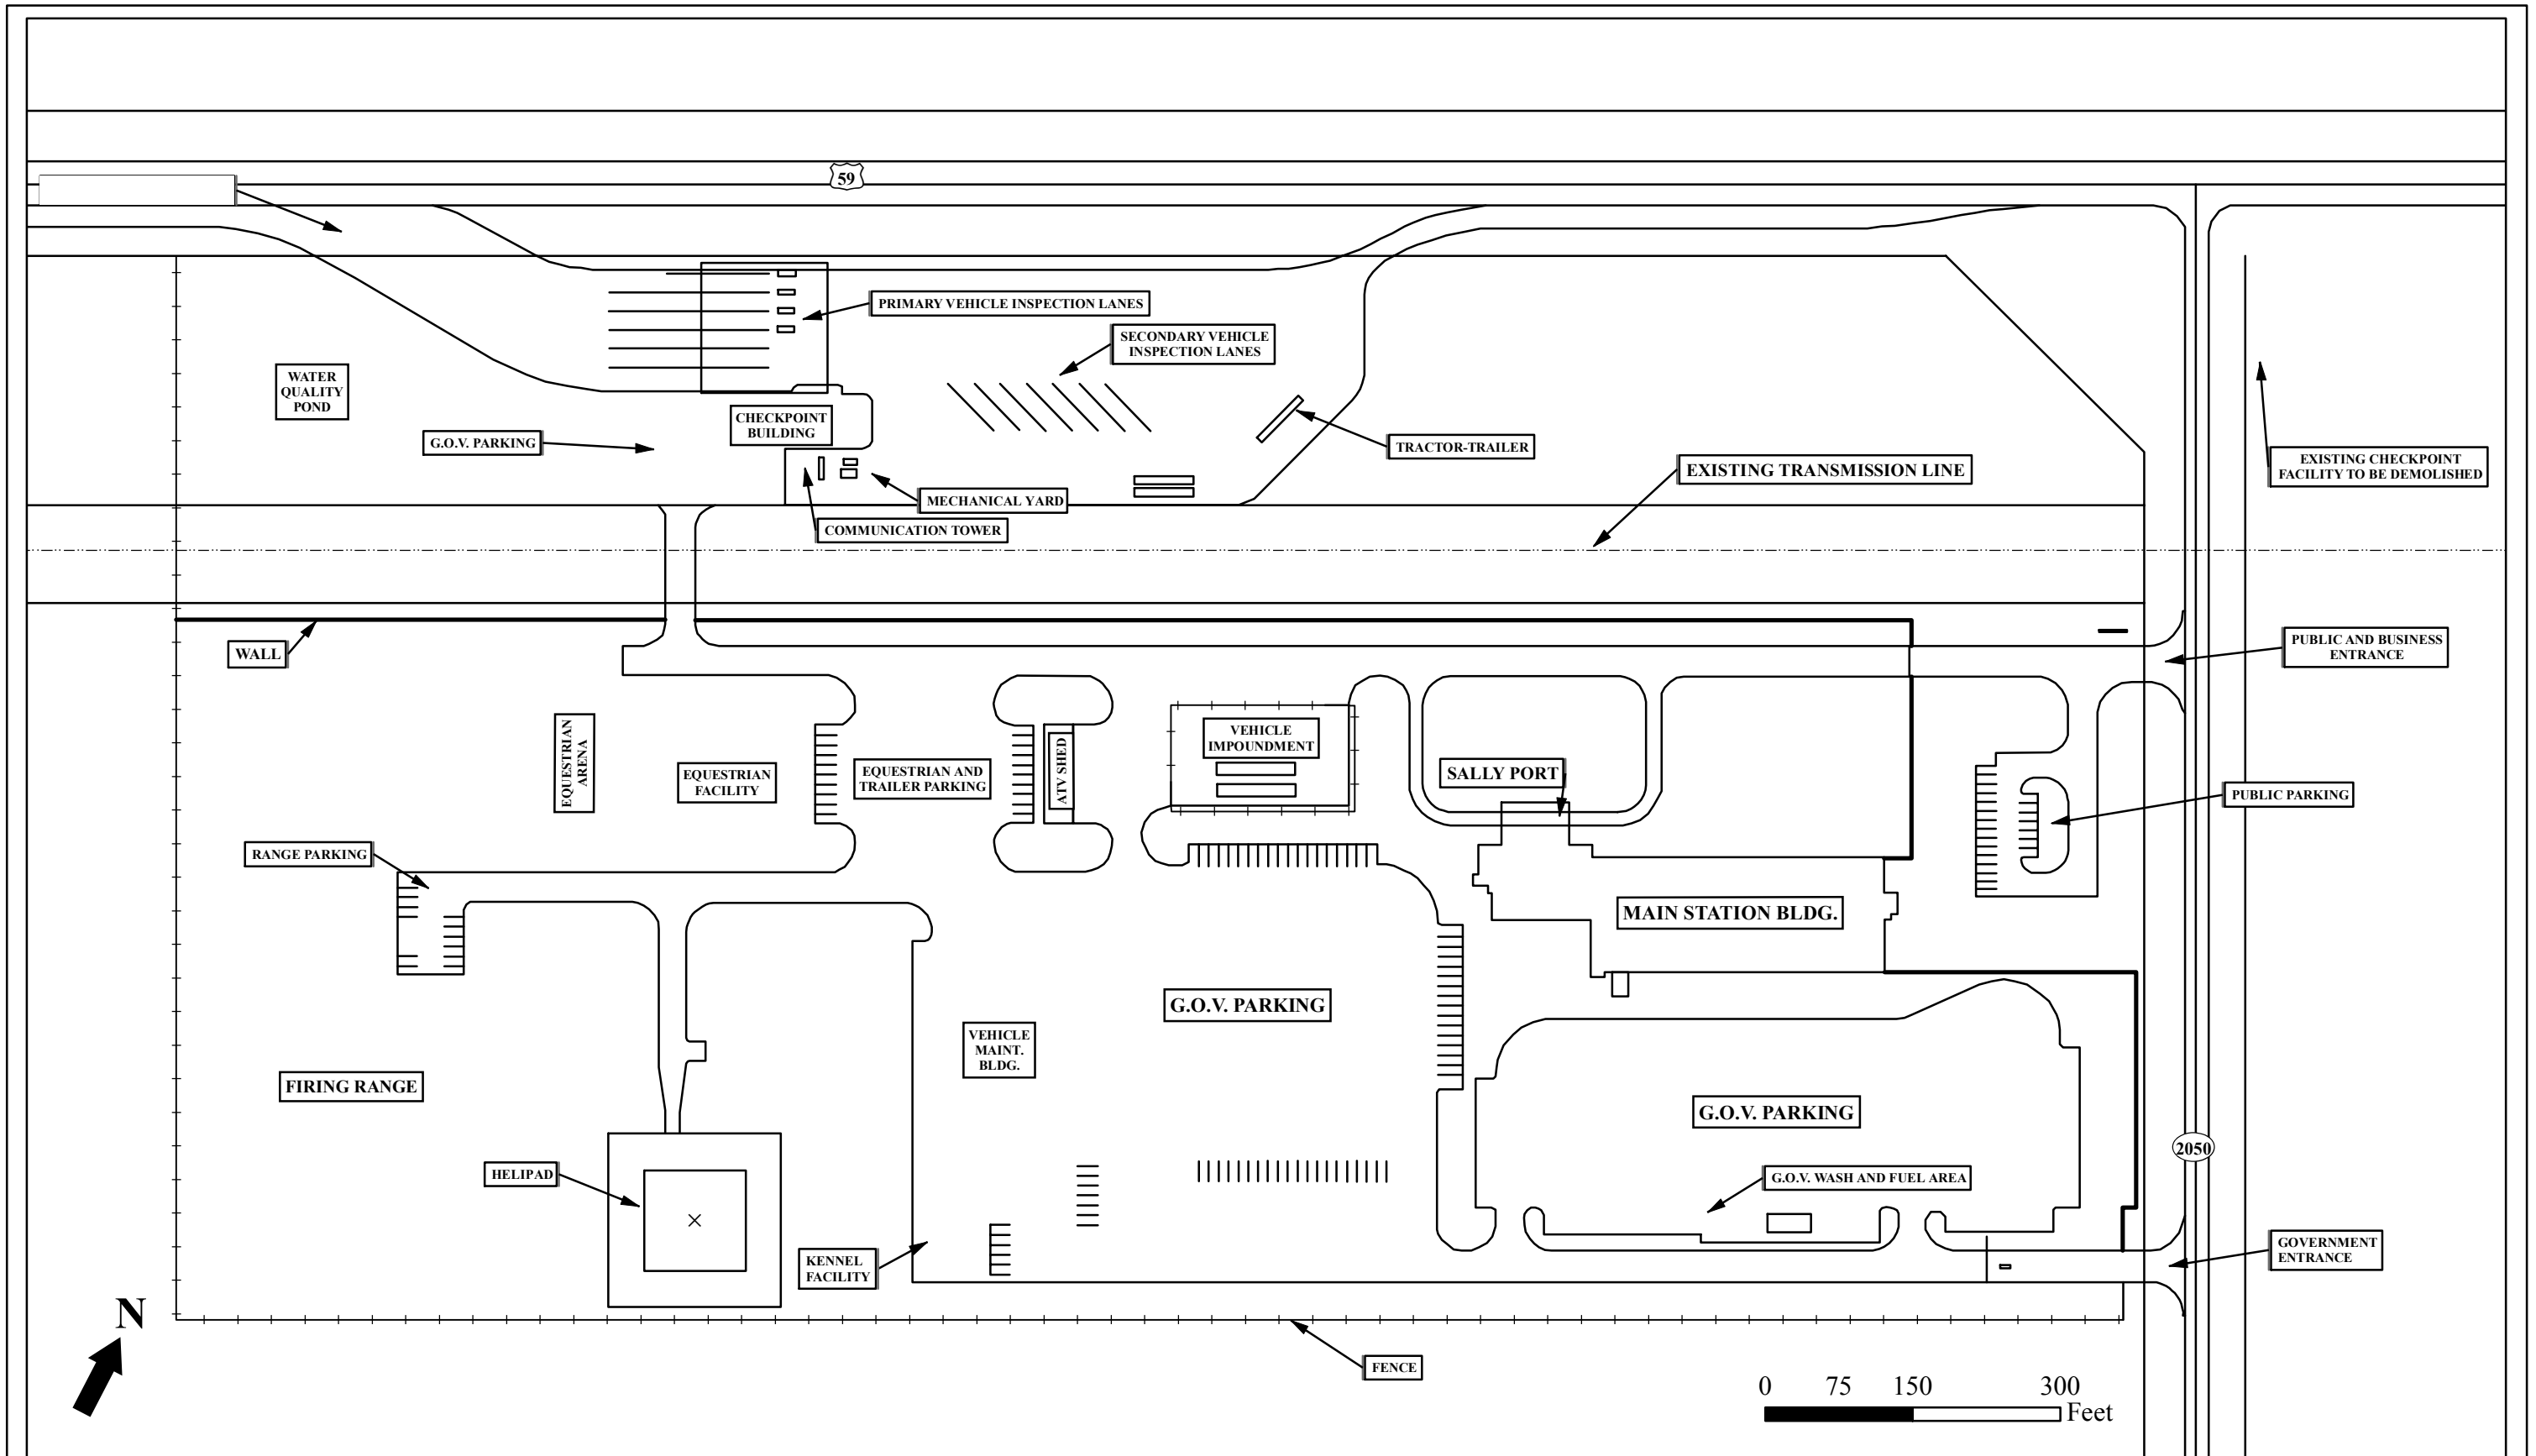 59
PRIMARY VEHICLE INSPECTION LANES
SECONDARY VEHICLE
INSPECTION LANES
WATER
QUALITY
POND
CHECKPOINT
BUILDING
G.O.V. PARKING
TRACTOR-TRAILER
EXISTING TRANSMISSION LINE
EXISTING CHECKPOINT
FACILITY TO BE DEMOLISHED
MECHANICAL YARD
COMMUNICATION TOWER
WALL
PUBLIC AND BUSINESS
ENTRANCE
EQUESTRIAN
ARENA
EQUESTRIAN
FACILITY
EQUESTRIAN AND
TRAILER PARKING
ATV SHED
VEHICLE
IMPOUNDMENT
SALLY PORT
PUBLIC PARKING
RANGE PARKING
MAIN STATION BLDG.
G.O.V. PARKING
VEHICLE
MAINT.
BLDG.
FIRING RANGE
G.O.V. PARKING
2050
HELIPAD
G.O.V. WASH AND FUEL AREA
KENNEL
FACILITY
GOVERNMENT
ENTRANCE
N
FENCE
0 75 150 300
Feet